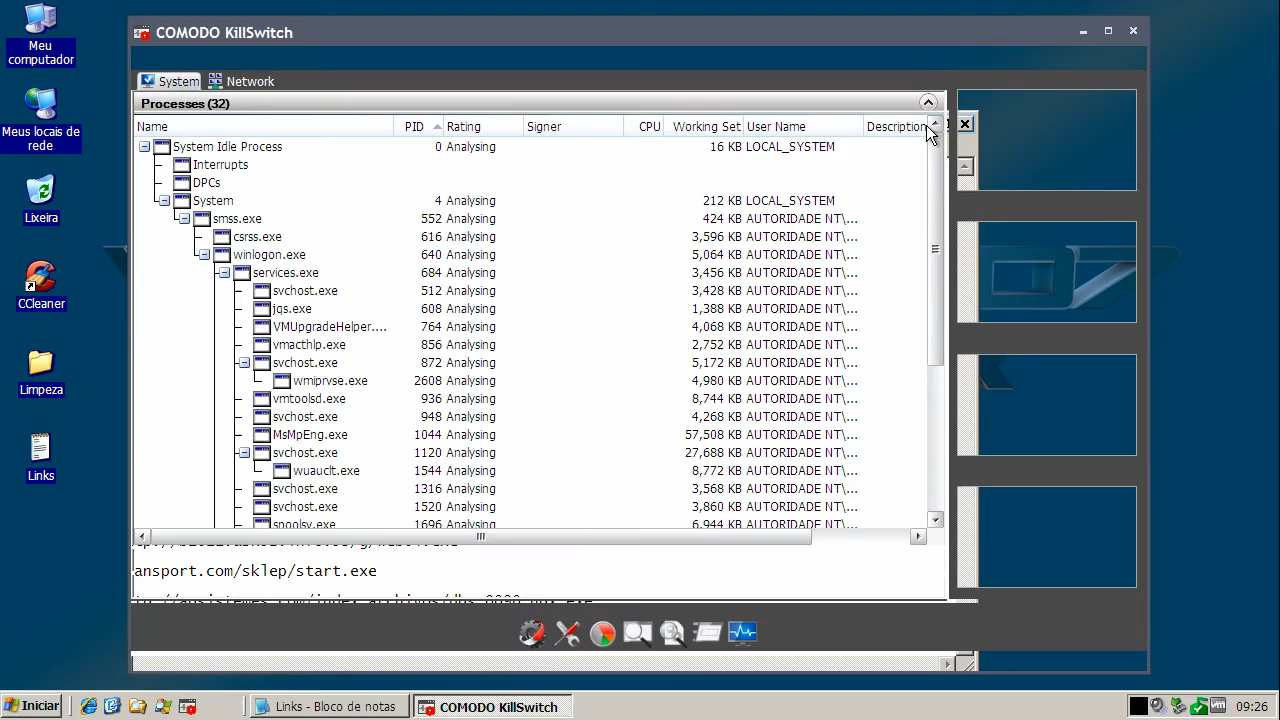 Meu computador
Meus locais de rede
Lixeira
CCleaner
Limpeza
Links
COMODO KillSwitch
System Network
Processes (32)
Name PID Rating Signer CPU Working Set User Name Description
System Idle Process 0 Analysing 16 KB LOCAL_SYSTEM
Interrupts
DPCs
System 4 Analysing 212 KB LOCAL_SYSTEM
smss.exe 552 Analysing 424 KB AUTORIDADE NT\...
csrss.exe 616 Analysing 3,596 KB AUTORIDADE NT\...
winlogon.exe 640 Analysing 5,064 KB AUTORIDADE NT\...
services.exe 684 Analysing 3,456 KB AUTORIDADE NT\...
svchost.exe 512 Analysing 3,428 KB AUTORIDADE NT\...
jqs.exe 608 Analysing 1,388 KB AUTORIDADE NT\...
VMUpgradeHelper.... 764 Analysing 4,068 KB AUTORIDADE NT\...
vmacthlp.exe 856 Analysing 2,752 KB AUTORIDADE NT\...
svchost.exe 872 Analysing 5,172 KB AUTORIDADE NT\...
wmiprvse.exe 2608 Analysing 4,980 KB AUTORIDADE NT\...
vmtoolsd.exe 936 Analysing 8,744 KB AUTORIDADE NT\...
svchost.exe 948 Analysing 4,268 KB AUTORIDADE NT\...
MsMpEng.exe 1044 Analysing 57,508 KB AUTORIDADE NT\...
svchost.exe 1120 Analysing 27,688 KB AUTORIDADE NT\...
wuauclt.exe 1544 Analysing 8,772 KB AUTORIDADE NT\...
svchost.exe 1316 Analysing 3,568 KB AUTORIDADE NT\...
svchost.exe 1520 Analysing 3,860 KB AUTORIDADE NT\...
spoolsv.exe 1696 Analysing 6,944 KB AUTORIDADE NT\...
ansport.com/sklep/start.exe
Iniciar
Links - Bloco de notas
COMODO KillSwitch
vm
09:26